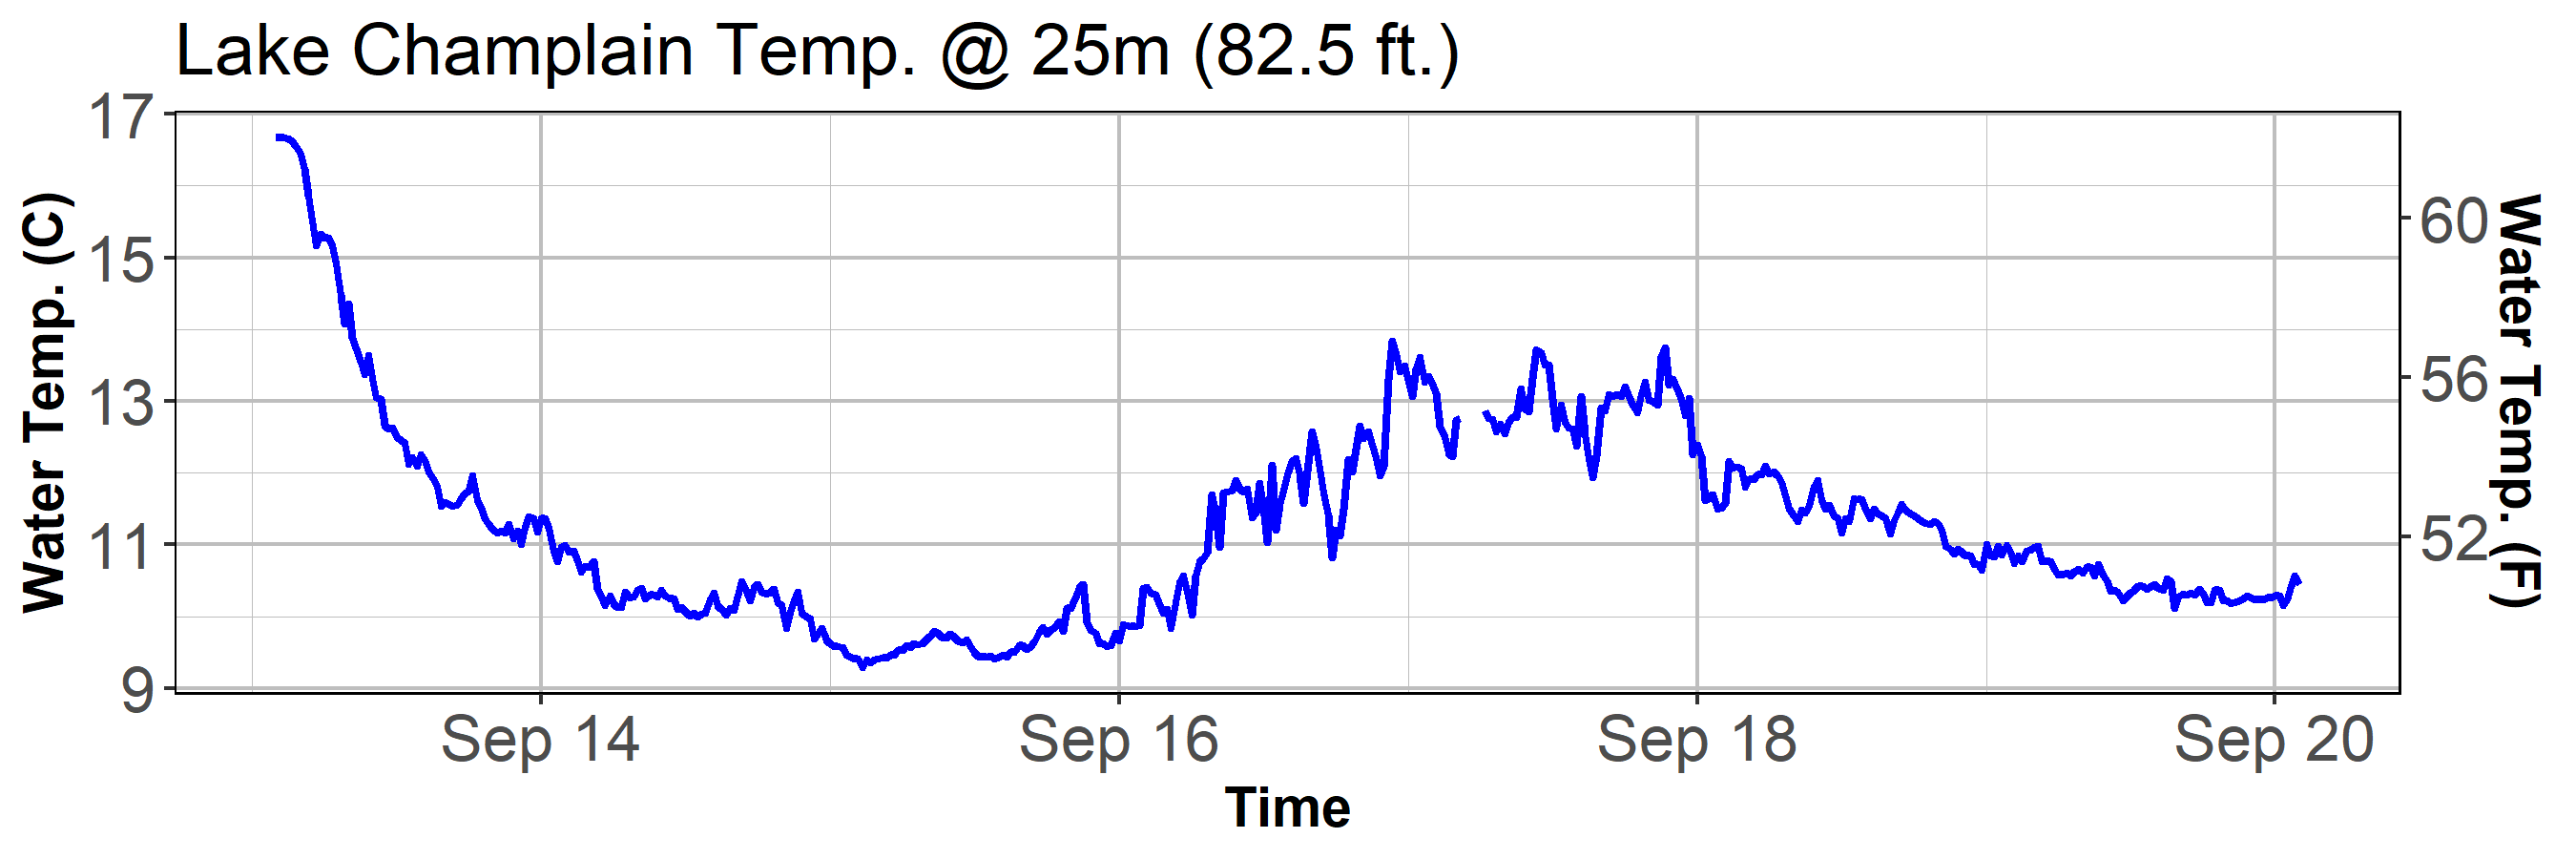 Lake Champlain Temp. @ 25m (82.5 ft.)
17
15
13
11
9
Water Temp. (C)
60
56
52
Water Temp. (F)
Sep 14
Sep 16
Sep 18
Sep 20
Time